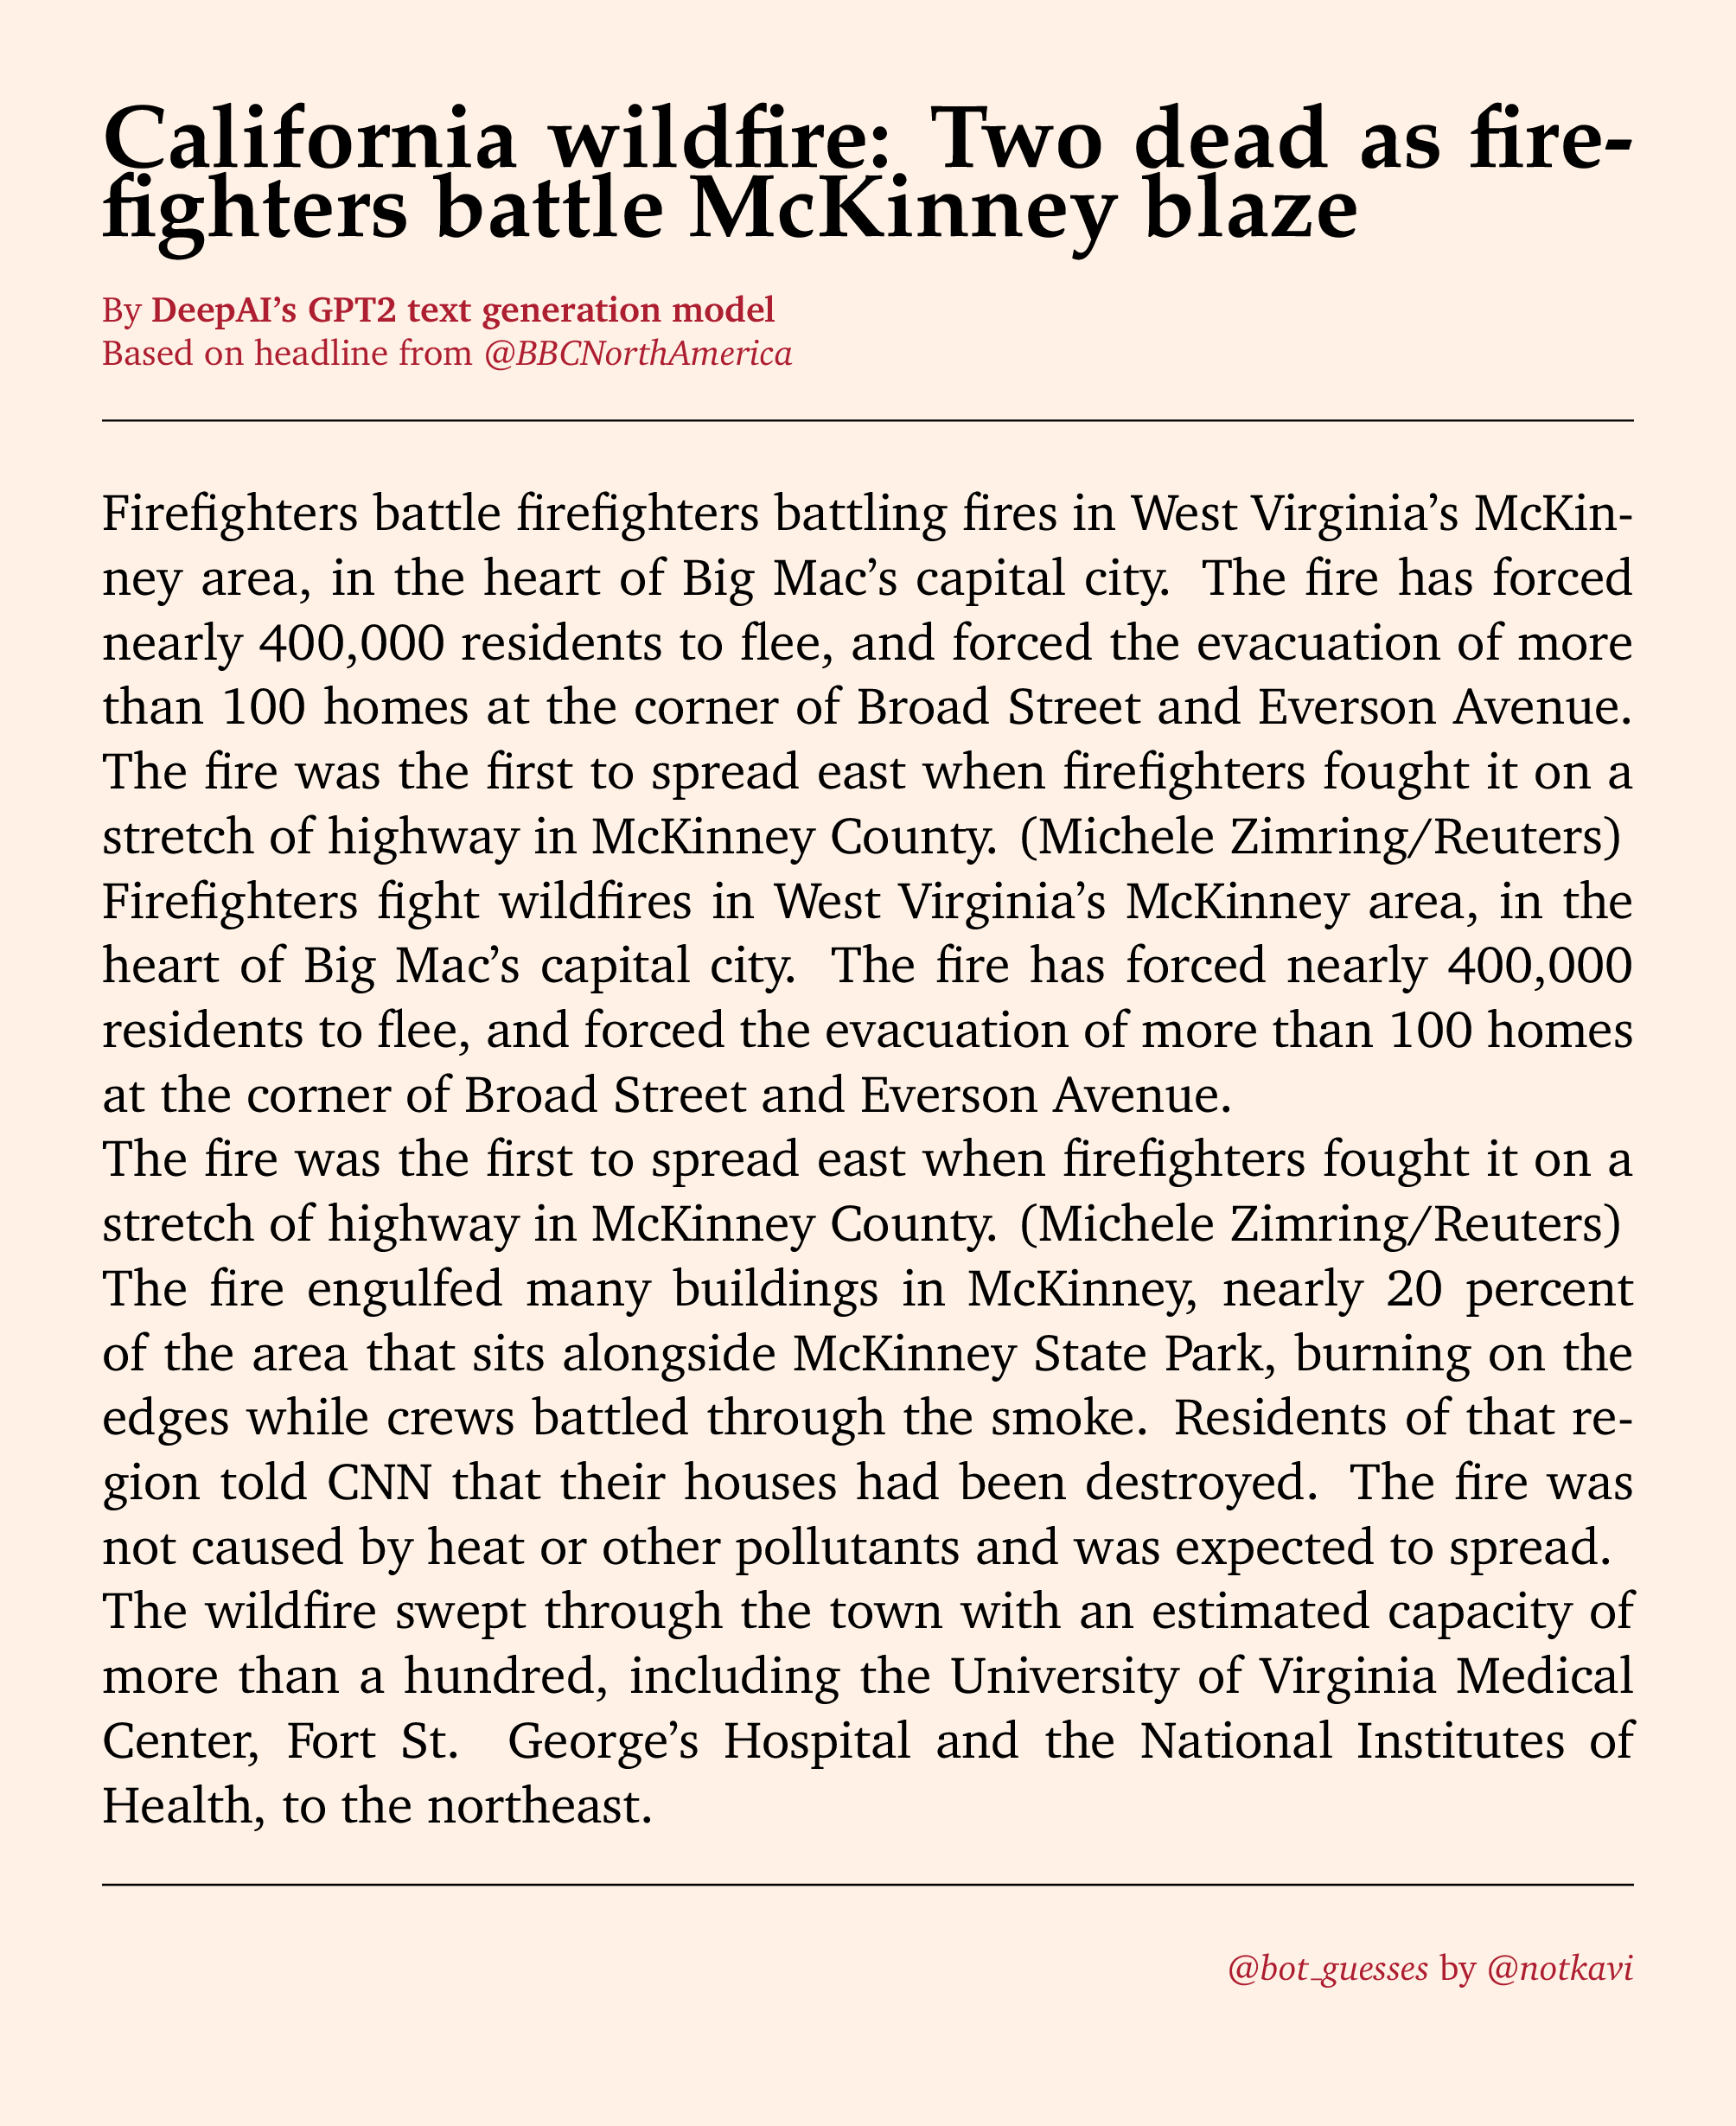 California wildfire: Two dead as fire-
fighters battle McKinney blaze
By DeepAI’s GPT2 text generation model
Based on headline from @BBCNorthAmerica
Firefighters battle firefighters battling fires in West Virginia’s McKin-
ney area, in the heart of Big Mac’s capital city. The fire has forced
nearly 400,000 residents to flee, and forced the evacuation of more
than 100 homes at the corner of Broad Street and Everson Avenue.
The fire was the first to spread east when firefighters fought it on a
stretch of highway in McKinney County. (Michele Zimring/Reuters)
Firefighters fight wildfires in West Virginia’s McKinney area, in the
heart of Big Mac’s capital city. The fire has forced nearly 400,000
residents to flee, and forced the evacuation of more than 100 homes
at the corner of Broad Street and Everson Avenue.
The fire was the first to spread east when firefighters fought it on a
stretch of highway in McKinney County. (Michele Zimring/Reuters)
The fire engulfed many buildings in McKinney, nearly 20 percent
of the area that sits alongside McKinney State Park, burning on the
edges while crews battled through the smoke. Residents of that re-
gion told CNN that their houses had been destroyed. The fire was
not caused by heat or other pollutants and was expected to spread.
The wildfire swept through the town with an estimated capacity of
more than a hundred, including the University of Virginia Medical
Center, Fort St. George’s Hospital and the National Institutes of
Health, to the northeast.
@bot_guesses by @notkavi